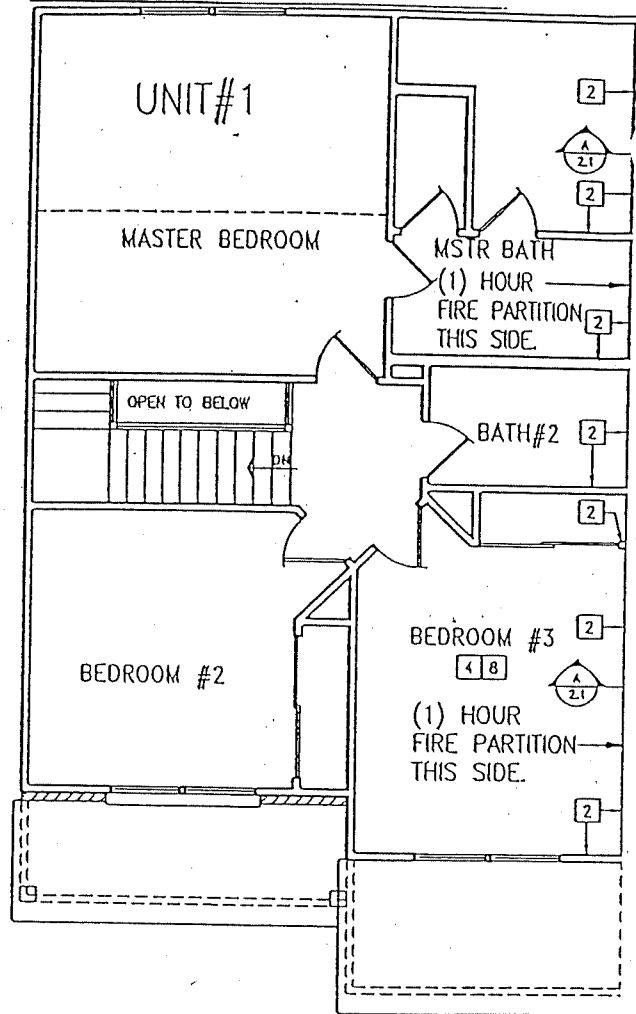 UNIT#1
2
A
2.1
2
MASTER BEDROOM
MSTR BATH
(1) HOUR
FIRE PARTITION
THIS SIDE.
2
OPEN TO BELOW
DN
BATH#2
2
2
2
BEDROOM #3
4 8
A
2.1
BEDROOM #2
(1) HOUR
FIRE PARTITION
THIS SIDE.
2